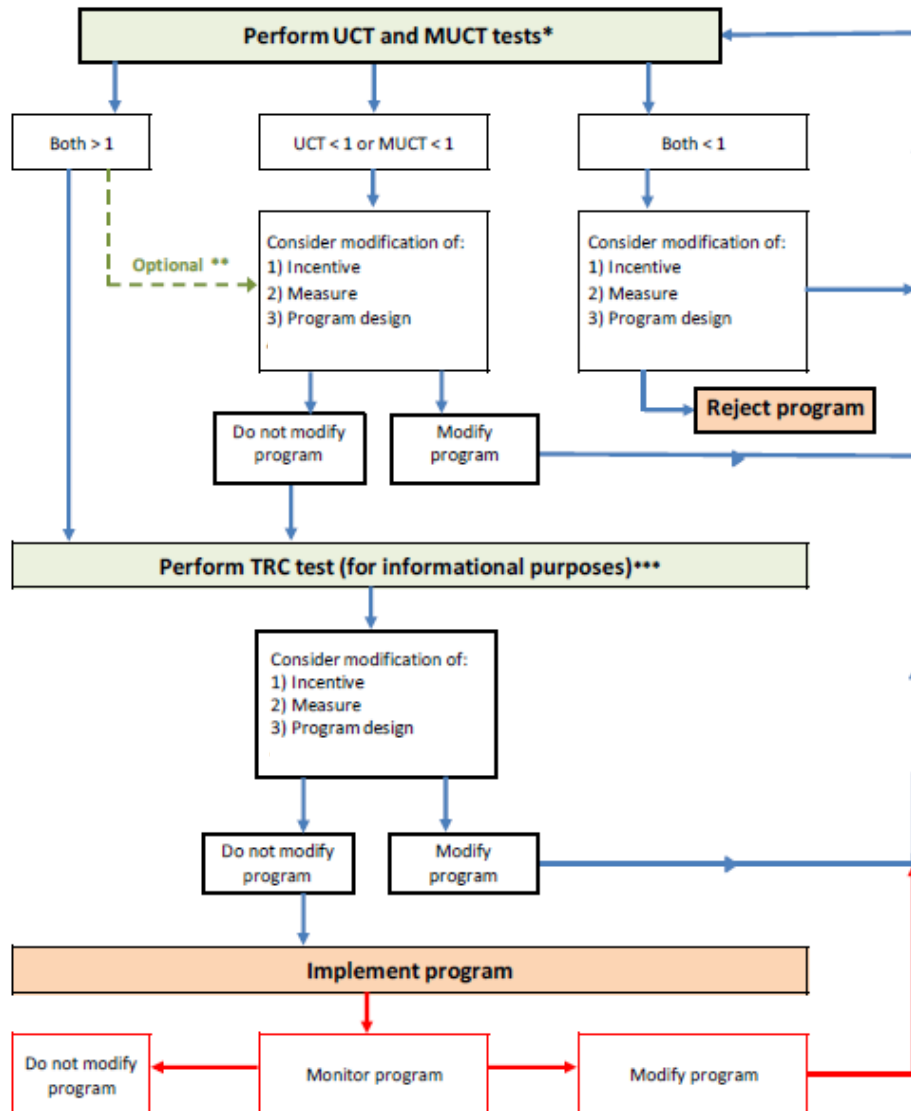 Perform UCT and MUCT tests*
Both > 1
UCT < 1 or MUCT < 1
Both < 1
Optional **
Consider modification of:
1) Incentive
2) Measure
3) Program design
Consider modification of:
1) Incentive
2) Measure
3) Program design
Reject program
Do not modify
program
Modify
program
Perform TRC test (for informational purposes)***
Consider modification of:
1) Incentive
2) Measure
3) Program design
Do not modify
program
Modify
program
Implement program
Do not modify
program
Monitor program
Modify program